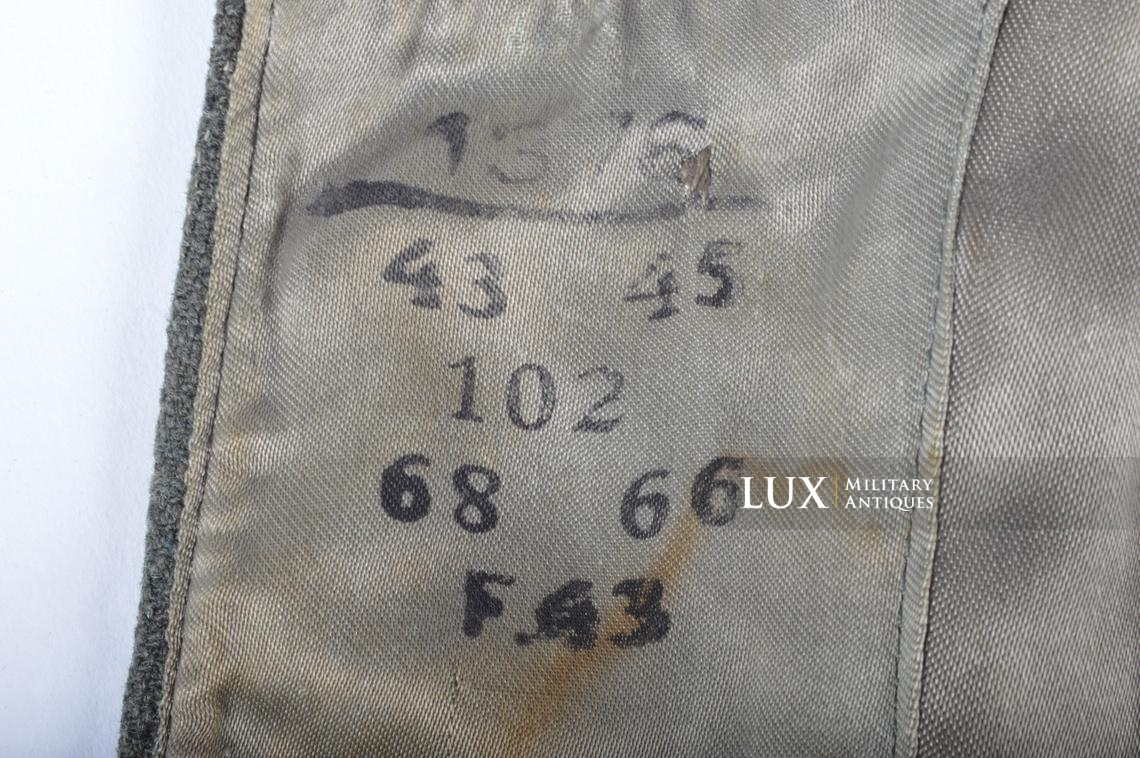 43 45
102
68 66
F.43
LUX MILITARY ANTIQUES